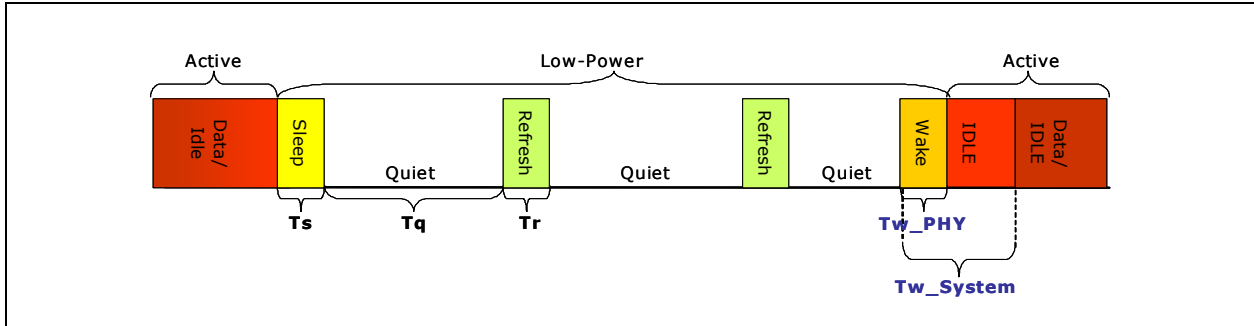 Active
Low-Power
Active
Data/
Idle
Sleep
Quiet
Refresh
Quiet
Refresh
Quiet
Wake
IDLE
Data/
IDLE
Ts
Tq
Tr
Tw_PHY
Tw_System